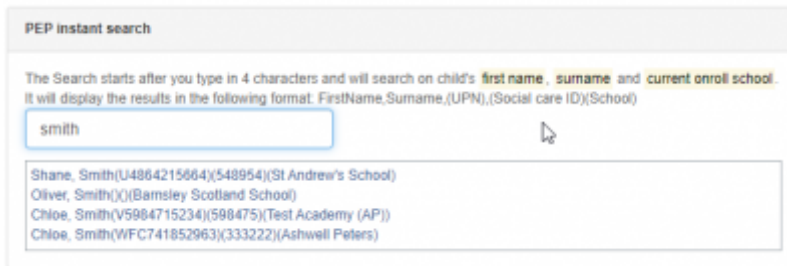 PEP instant search
The Search starts after you type in 4 characters and will search on child's first name , surname and current onroll school.
It will display the results in the following format: FirstName,Surname,(UPN),(Social care ID)(School)
smith
Shane, Smith(U4864215664)(548954)(St Andrew's School)
Oliver, Smith()()(Barnsley Scotland School)
Chloe, Smith(V5984715234)(598475)(Test Academy (AP))
Chloe, Smith(WFC741852963)(333222)(Ashwell Peters)